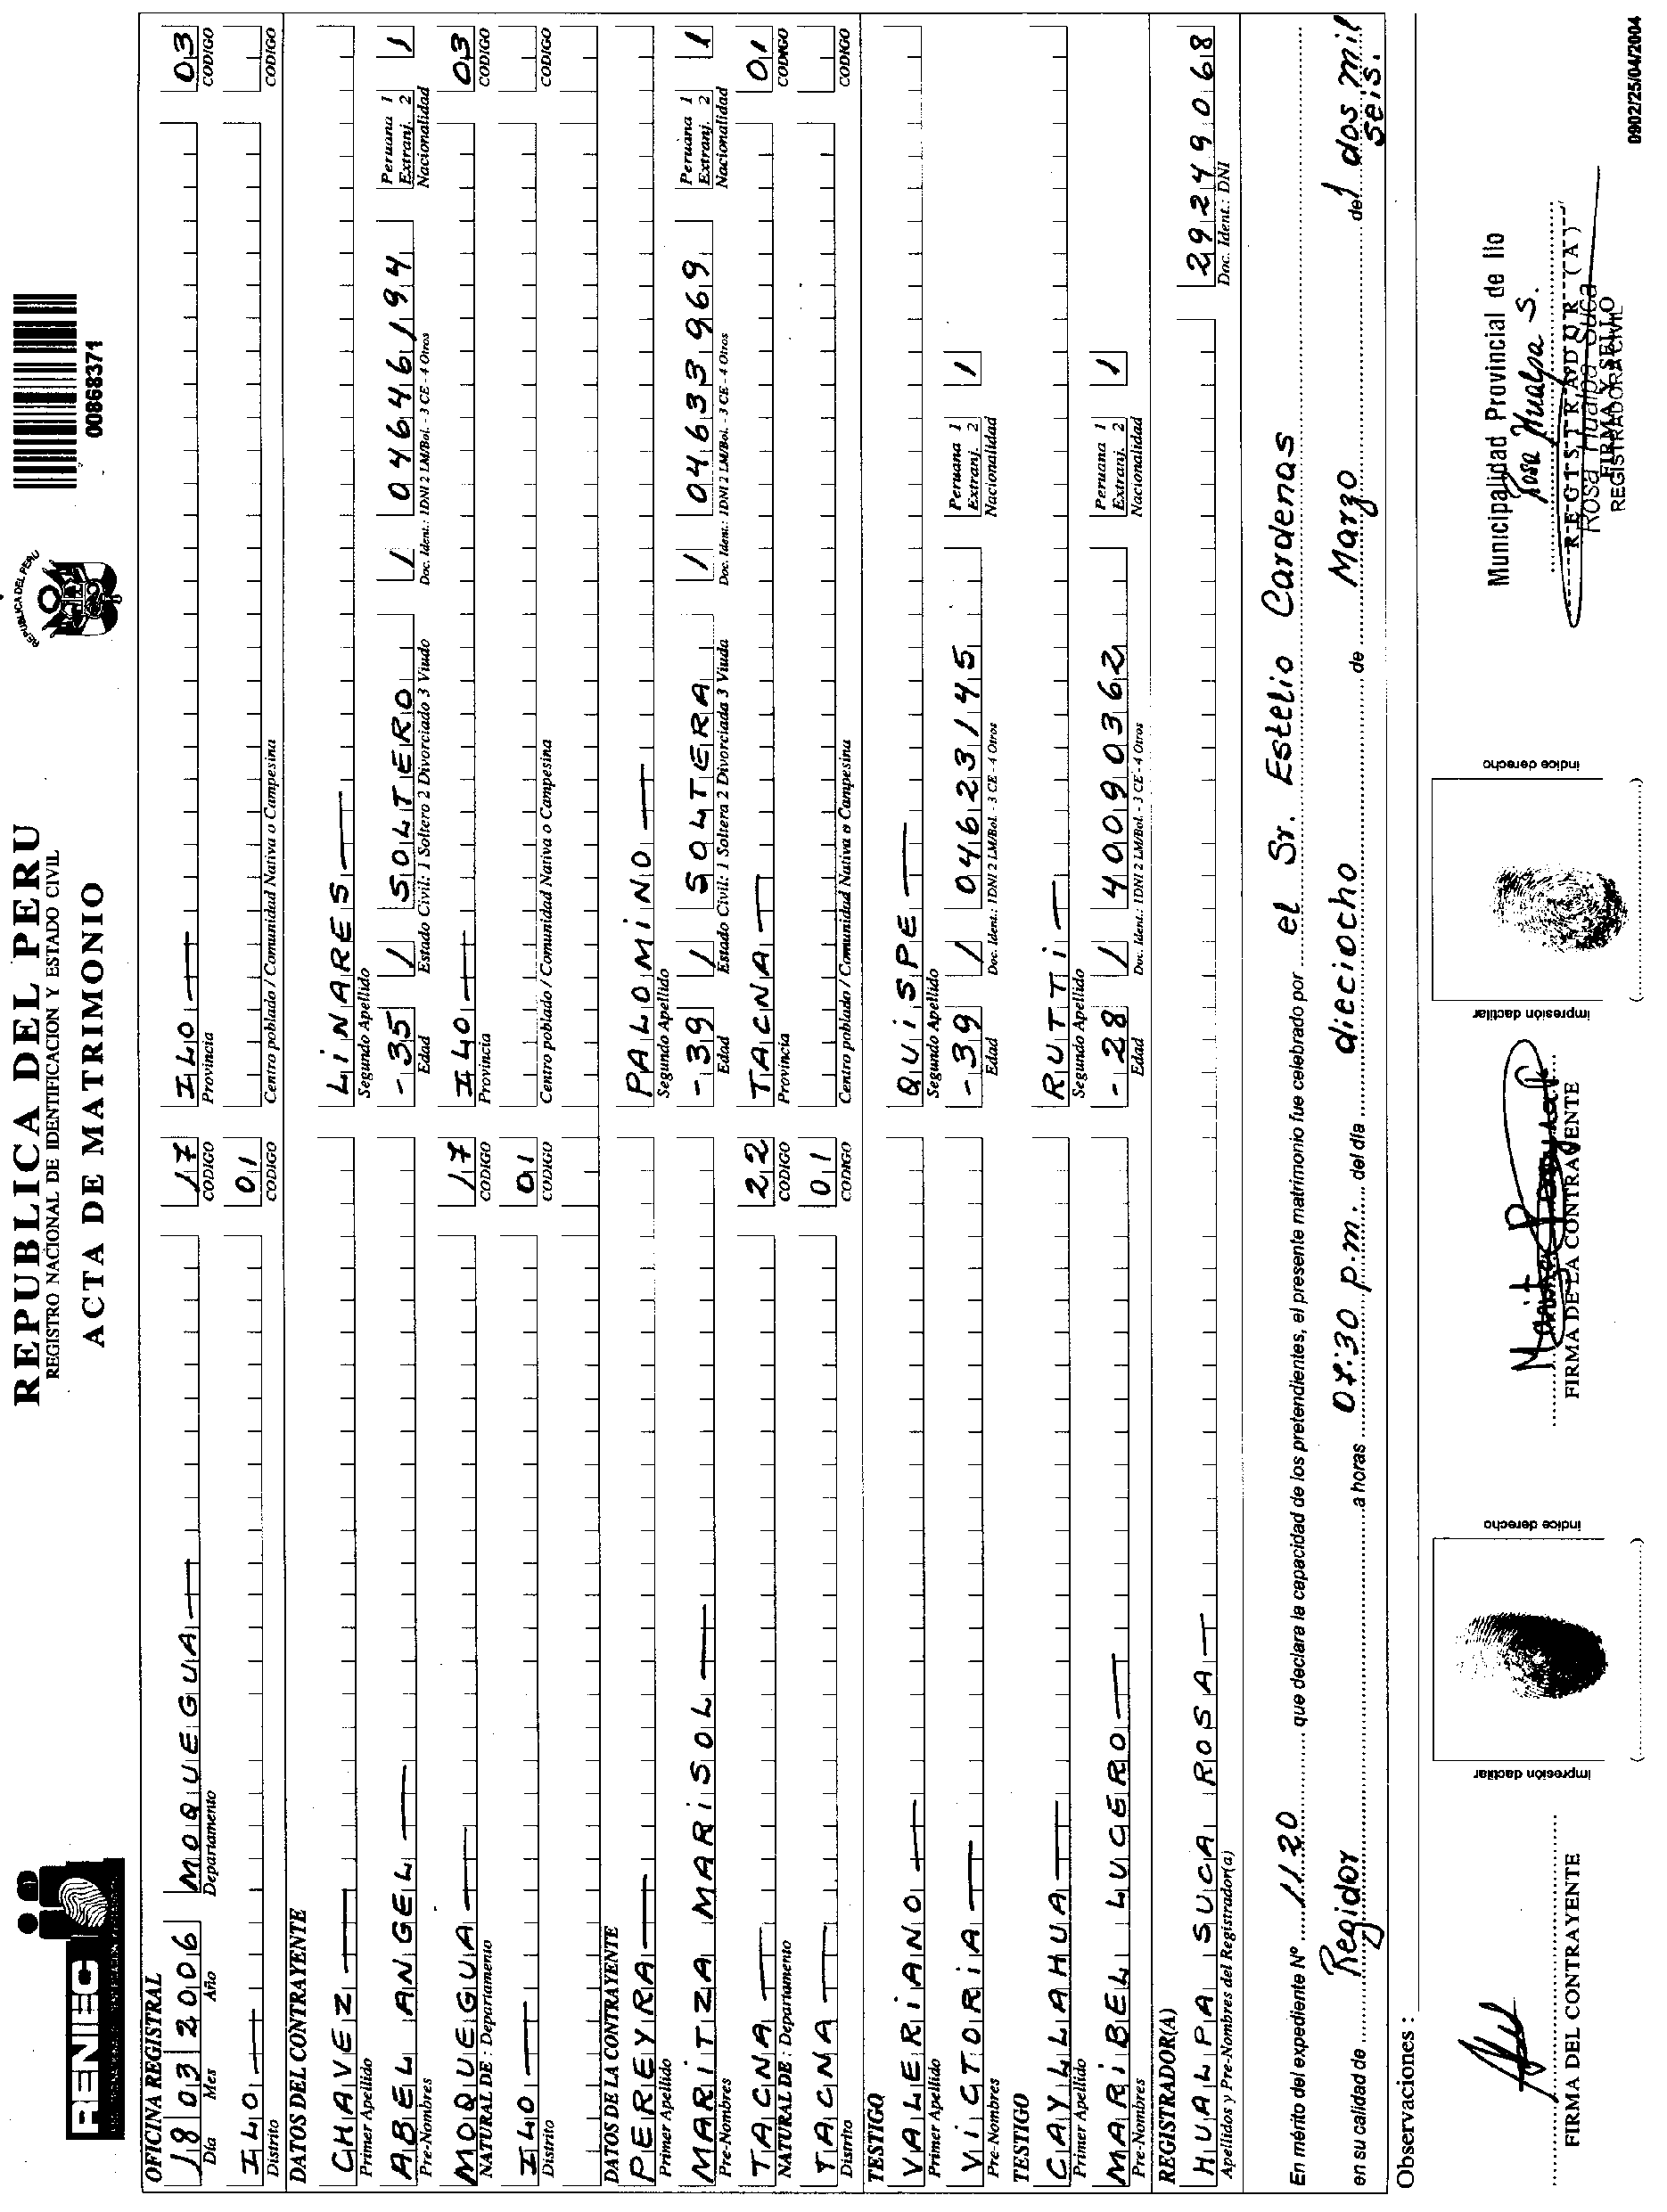 RENIEC
REPUBLICA DEL PERU
REGISTRO NACIONAL DE IDENTIFICACION Y ESTADO CIVIL
ACTA DE MATRIMONIO
REPUBLICA DEL PERU
00868371
OFICINA REGISTRAL
18 03 2006 MOQUEGUA 17 ILO 03
Día Mes Año Departamento CODIGO Provincia CODIGO
ILO 01
Distrito CODIGO Centro poblado / Comunidad Nativa o Campesina CODIGO
DATOS DEL CONTRAYENTE
CHAVEZ LINARES
Primer Apellido Segundo Apellido
ABEL ANGEL -35 1 SOLTERO 1 04646194 Peruana 1 Extranj. 2 1
Pre-Nombres Edad Estado Civil: 1 Soltero 2 Divorciado 3 Viudo Doc. Ident.: 1DNI 2 LM/Bol. - 3 CE - 4 Otros Nacionalidad
MOQUEGUA 17 ILO 03
NATURAL DE : Departamento CODIGO Provincia CODIGO
ILO 01
Distrito CODIGO Centro poblado / Comunidad Nativa o Campesina CODIGO
DATOS DE LA CONTRAYENTE
PEREYRA PALOMINO
Primer Apellido Segundo Apellido
MARITZA MARISOL -39 1 SOLTERA 1 04633969 Peruana 1 Extranj. 2 1
Pre-Nombres Edad Estado Civil: 1 Soltera 2 Divorciada 3 Viuda Doc. Ident.: 1DNI 2 LM/Bol. - 3 CE - 4 Otros Nacionalidad
TACNA 22 TACNA 01
NATURAL DE : Departamento CODIGO Provincia CODIGO
TACNA 01
Distrito CODIGO Centro poblado / Comunidad Nativa o Campesina CODIGO
TESTIGO
VALERIANO QUISPE
Primer Apellido Segundo Apellido
VICTORIA -39 1 04623145 Peruana 1 Extranj. 2 1
Pre-Nombres Edad Doc. Ident.: 1DNI 2 LM/Bol. - 3 CE - 4 Otros Nacionalidad
TESTIGO
CAYLLAHUA RUTTI
Primer Apellido Segundo Apellido
MARIBEL LUCERO -28 1 40090362 Peruana 1 Extranj. 2 1
Pre-Nombres Edad Doc. Ident.: 1DNI 2 LM/Bol. - 3 CE - 4 Otros Nacionalidad
REGISTRADOR(A)
HUALPA SUCA ROSA 29249068
Apellidos y Pre-Nombres del Registrador(a) Doc. Ident.: DNI
En mérito del expediente Nº 1120 que declara la capacidad de los pretendientes, el presente matrimonio fue celebrado por el Sr. Estelio Cardenas
en su calidad de Regidor a horas 07:30 p.m. del día dieciocho de Marzo del dos mil seis.
Observaciones :
FIRMA DEL CONTRAYENTE
impresión dactilar
índice derecho
FIRMA DE LA CONTRAYENTE
impresión dactilar
índice derecho
Municipalidad Provincial de Ilo
Rosa Hualpa S.
REGISTRADOR (A)
Rosa Hualpa Suca
FIRMA Y SELLO
REGISTRADORA CIVIL
0902/25/04/2004